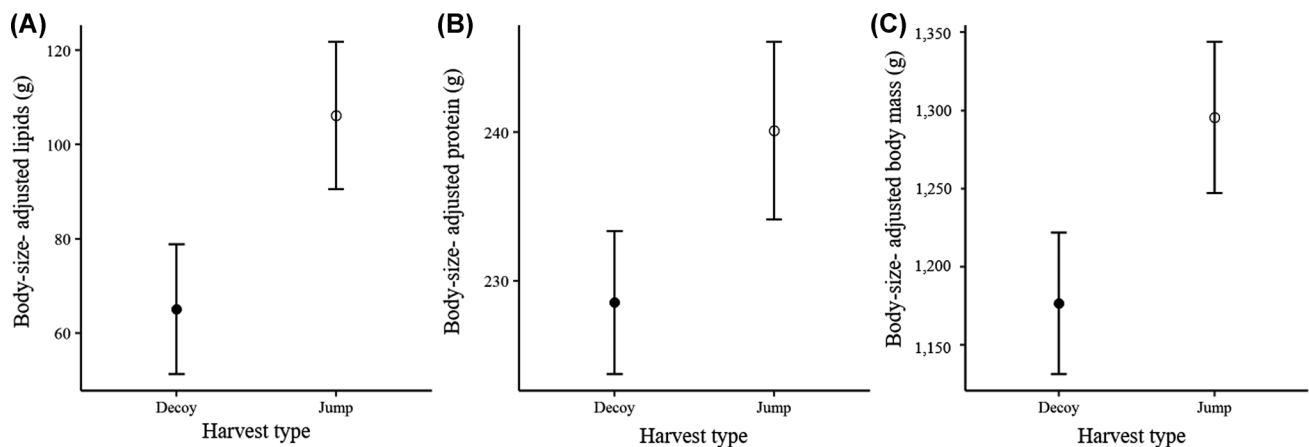 (A)
Body-size- adjusted lipids (g)
120
100
80
60
Decoy
Jump
Harvest type
(B)
Body-size- adjusted protein (g)
240
230
Decoy
Jump
Harvest type
(C)
Body-size- adjusted body mass (g)
1,350
1,300
1,250
1,200
1,150
Decoy
Jump
Harvest type